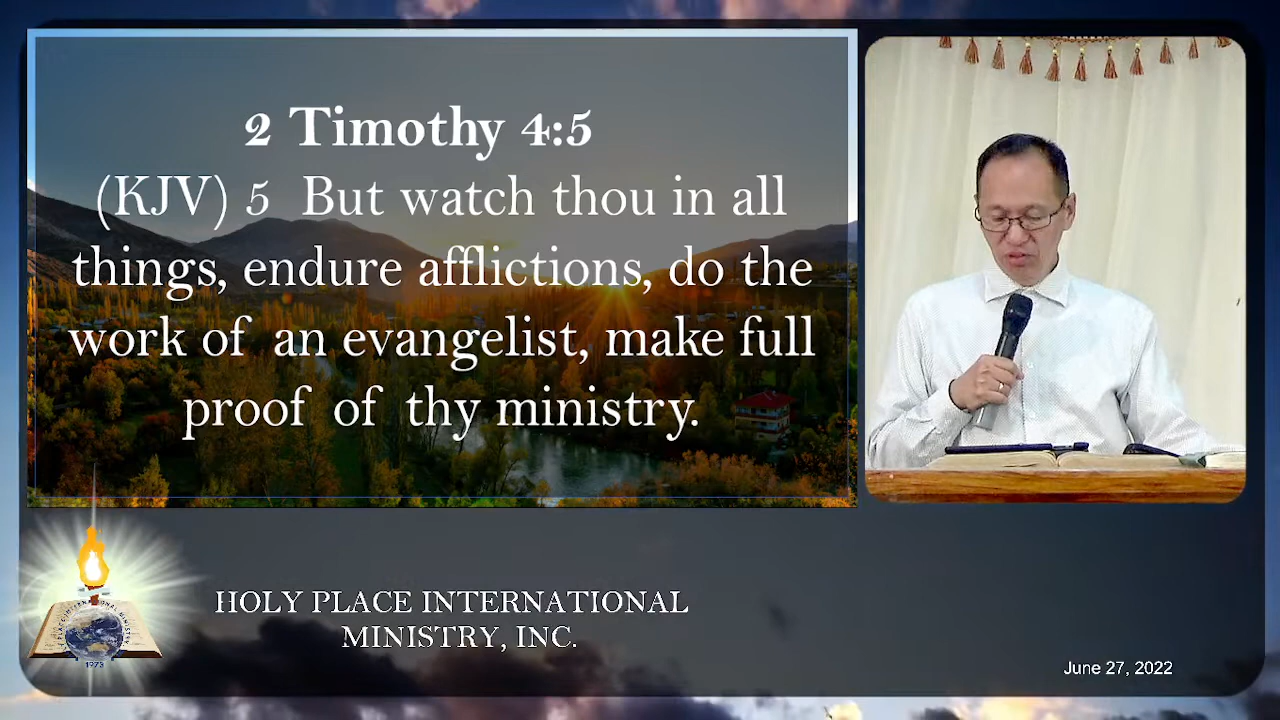 2 Timothy 4:5
(KJV) 5 But watch thou in all
things, endure afflictions, do the
work of an evangelist, make full
proof of thy ministry.
HOLY PLACE INTERNATIONAL
MINISTRY, INC.
1973
June 27, 2022